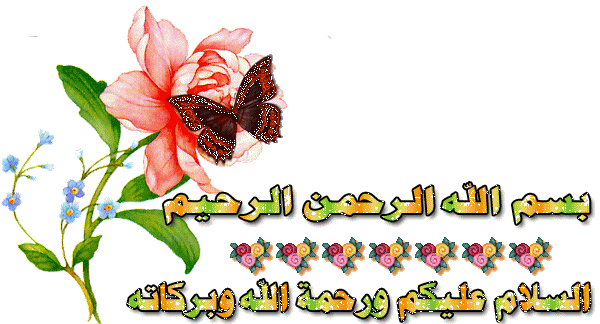 بسم الله الرحمن الرحيم
السلام عليكم ورحمة الله وبركاته